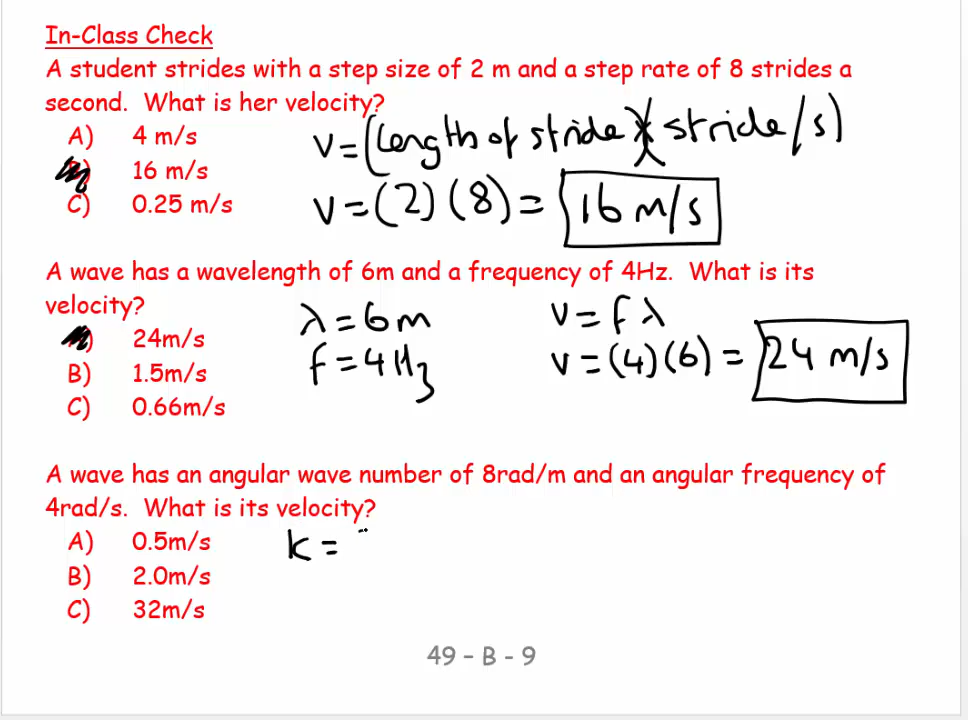 In-Class Check
A student strides with a step size of 2 m and a step rate of 8 strides a
second. What is her velocity?
A) 4 m/s
16 m/s
C) 0.25 m/s
v=(length of stride)(stride/s)
v=(2)(8)= 16 m/s
A wave has a wavelength of 6m and a frequency of 4Hz. What is its
velocity?
) 24m/s
B) 1.5m/s
C) 0.66m/s
λ=6m
f=4Hz
v=fλ
v=(4)(6) = 24 m/s
A wave has an angular wave number of 8rad/m and an angular frequency of
4rad/s. What is its velocity?
A) 0.5m/s
B) 2.0m/s
C) 32m/s
k=
49 - B - 9